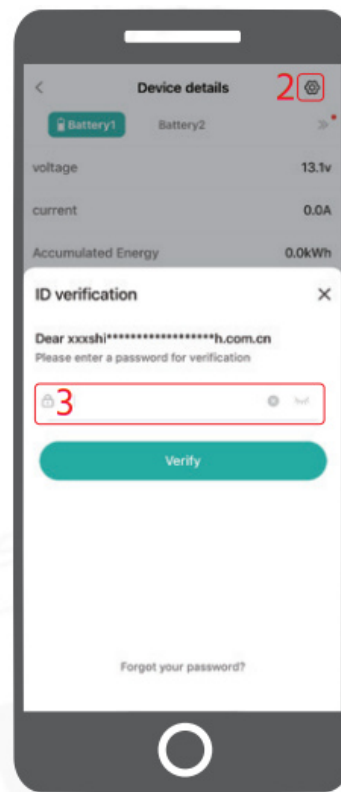 Device details
2
Battery1 Battery2
voltage 13.1v
current 0.0A
Accumulated Energy 0.0kWh
ID verification
Dear xxxshi*******************h.com.cn
Please enter a password for verification
3
Verify
Forgot your password?